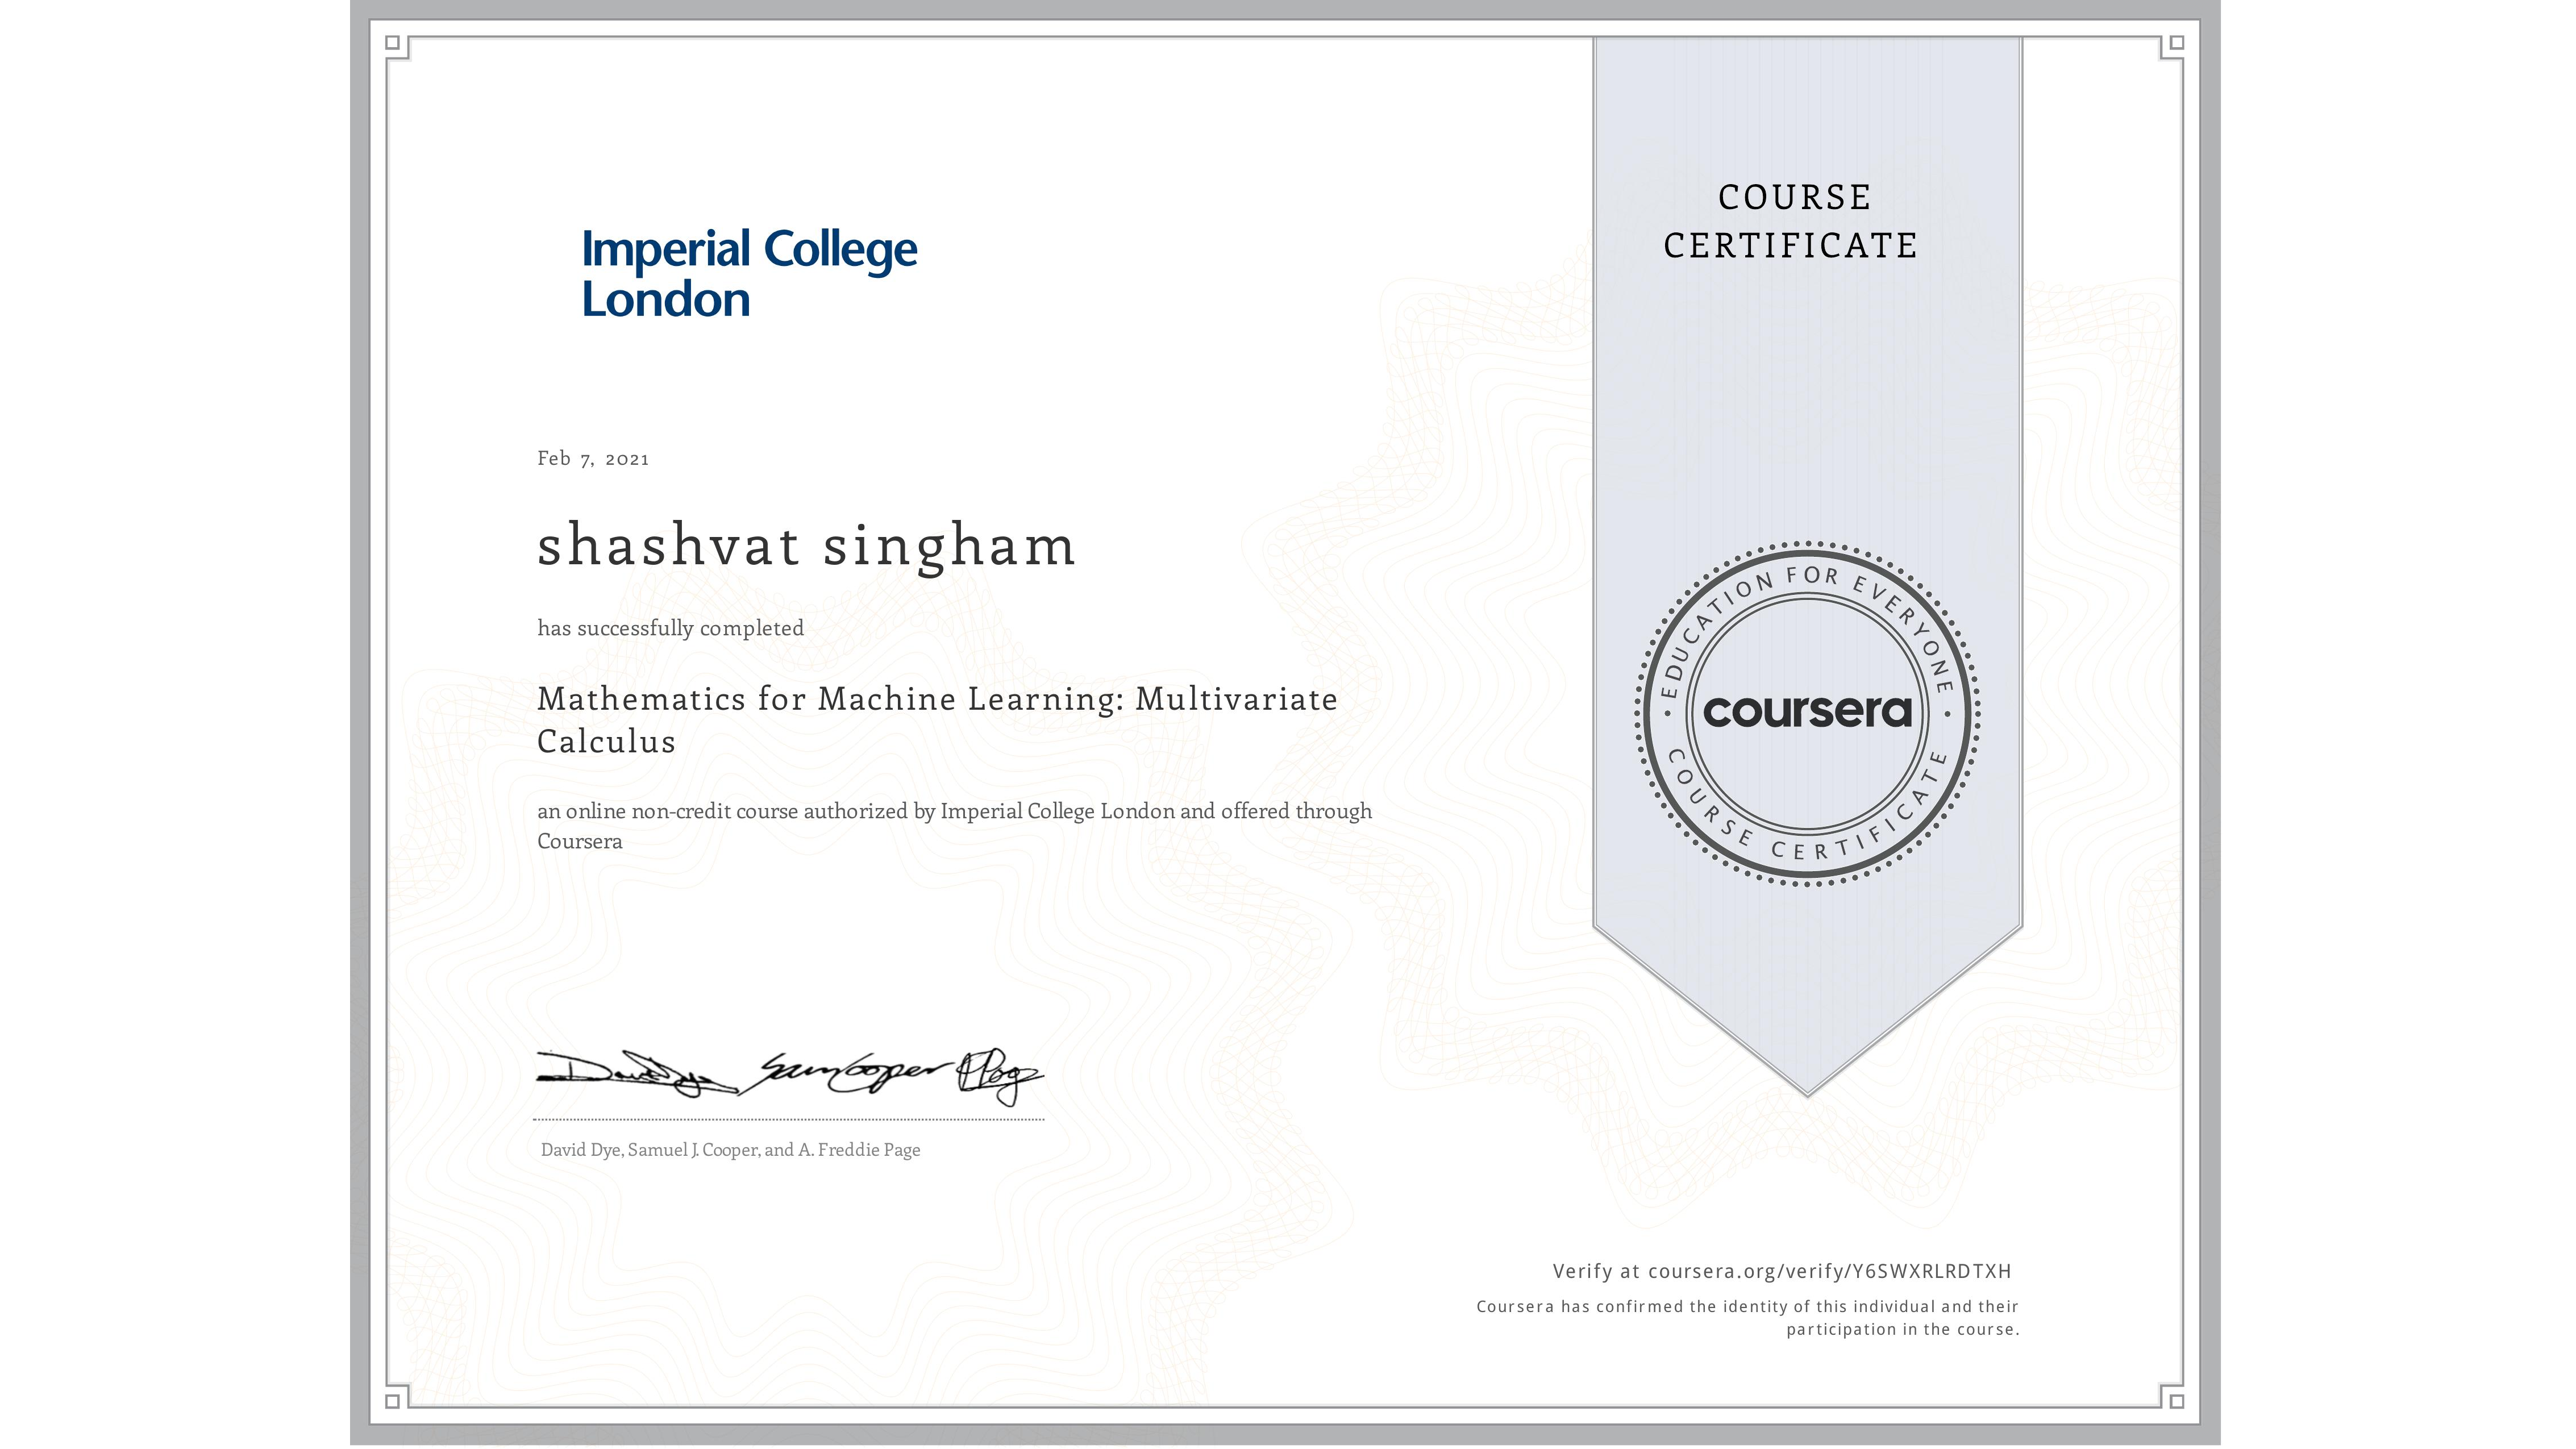 Imperial College
London
COURSE
CERTIFICATE
Feb 7, 2021
shashvat singham
has successfully completed
Mathematics for Machine Learning: Multivariate
Calculus
an online non-credit course authorized by Imperial College London and offered through
Coursera
EDUCATION FOR EVERYONE
coursera
COURSE CERTIFICATE
David Dye, Samuel J. Cooper, and A. Freddie Page
Verify at coursera.org/verify/Y6SWXRLRDTXH
Coursera has confirmed the identity of this individual and their
participation in the course.